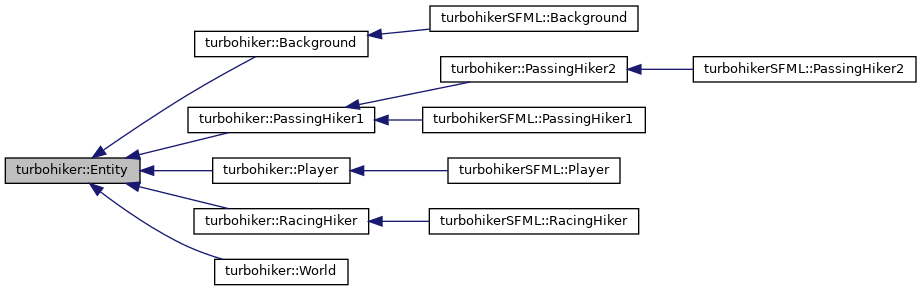 turbohikerSFML::Background
turbohiker::Background
turbohiker::PassingHiker2
turbohikerSFML::PassingHiker2
turbohiker::PassingHiker1
turbohikerSFML::PassingHiker1
turbohiker::Entity
turbohiker::Player
turbohikerSFML::Player
turbohiker::RacingHiker
turbohikerSFML::RacingHiker
turbohiker::World